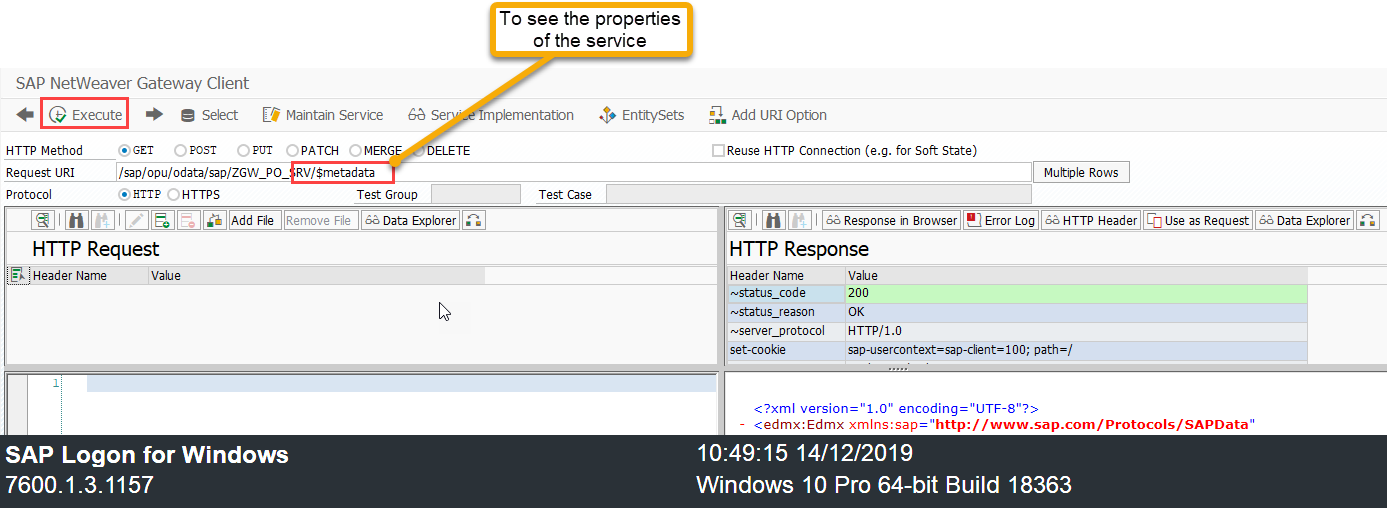 To see the properties
of the service
SAP NetWeaver Gateway Client
Execute Select Maintain Service Service Implementation EntitySets Add URI Option
HTTP Method GET POST PUT PATCH MERGE DELETE Reuse HTTP Connection (e.g. for Soft State)
Request URI /sap/opu/odata/sap/ZGW_PO_SRV/$metadata Multiple Rows
Protocol HTTP HTTPS Test Group Test Case
Add File Remove File Data Explorer Response in Browser Error Log HTTP Header Use as Request Data Explorer
HTTP Request
Header Name Value
HTTP Response
Header Name Value
~status_code 200
~status_reason OK
~server_protocol HTTP/1.0
set-cookie sap-usercontext=sap-client=100; path=/
1
<?xml version="1.0" encoding="UTF-8"?>
- <edmx:Edmx xmlns:sap="http://www.sap.com/Protocols/SAPData"
SAP Logon for Windows 10:49:15 14/12/2019
7600.1.3.1157 Windows 10 Pro 64-bit Build 18363